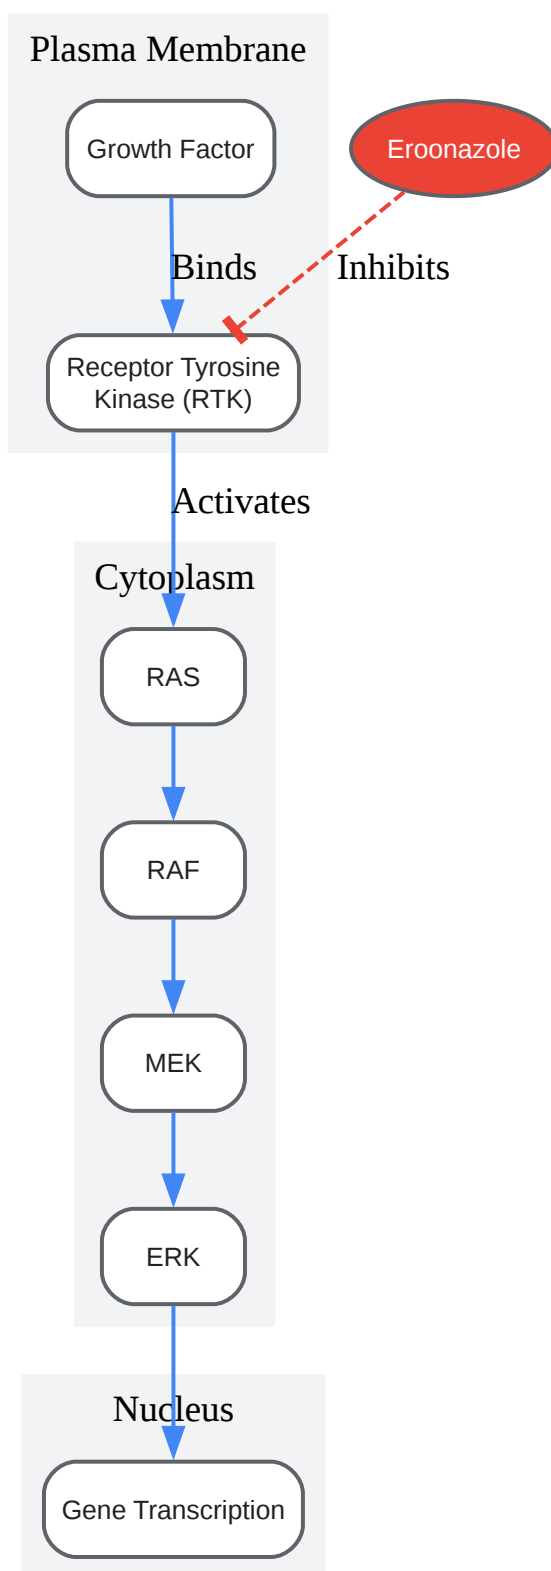 Plasma Membrane
Growth Factor
Eroonazole
Binds
Inhibits
Receptor Tyrosine
Kinase (RTK)
Activates
Cytoplasm
RAS
RAF
MEK
ERK
Nucleus
Gene Transcription